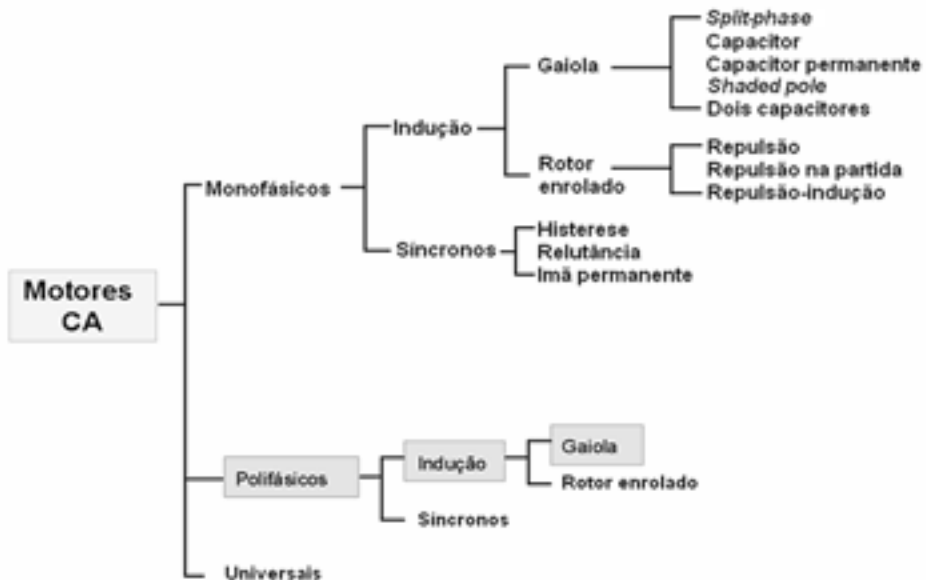 Split-phase
Capacitor
Gaiola
Capacitor permanente
Shaded pole
Dois capacitores
Indução
Repulsão
Rotor
enrolado
Repulsão na partida
Repulsão-indução
Monofásicos
Histerese
Síncronos
Relutância
Imã permanente
Motores
CA
Gaiola
Indução
Polifásicos
Rotor enrolado
Síncronos
Universais